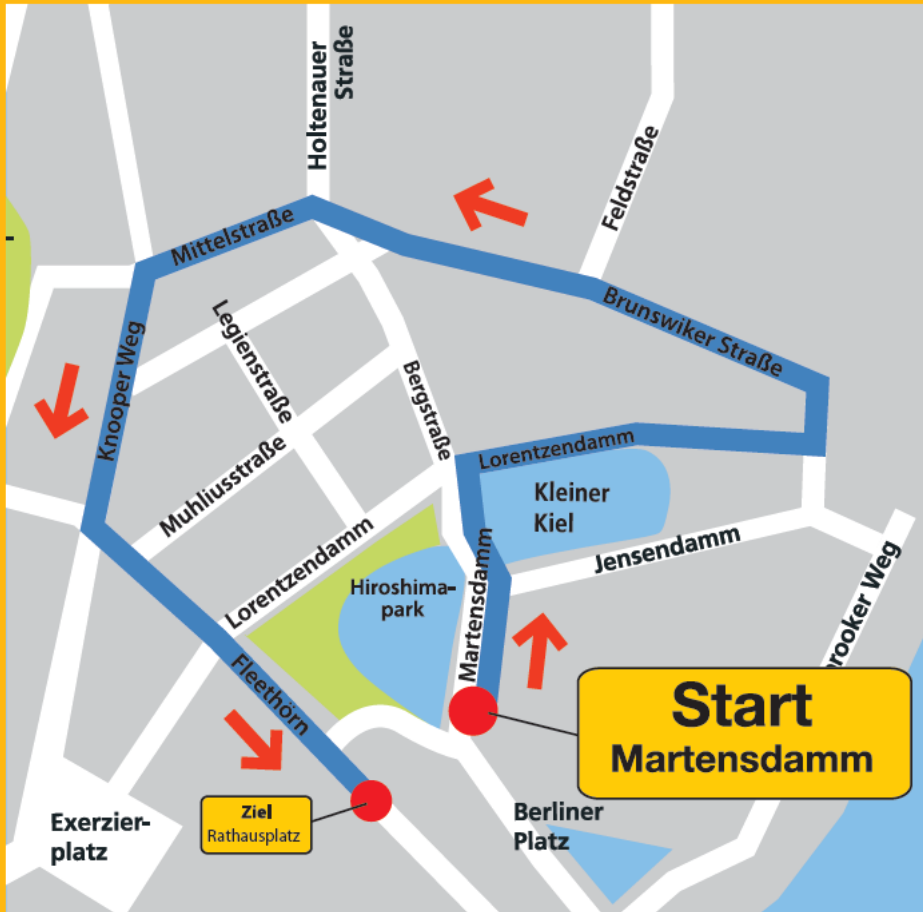 Holtenauer
Straße
Feldstraße
Mittelstraße
Brunswiker Straße
Legienstraße
Knooper Weg
Bergstraße
Muhliusstraße
Lorentzendamm
Kleiner
Kiel
Lorentzendamm
Jensendamm
Hiroshima-
park
Martensdamm
rooker Weg
Fleethörn
Start
Martensdamm
Ziel
Rathausplatz
Exerzier-
platz
Berliner
Platz